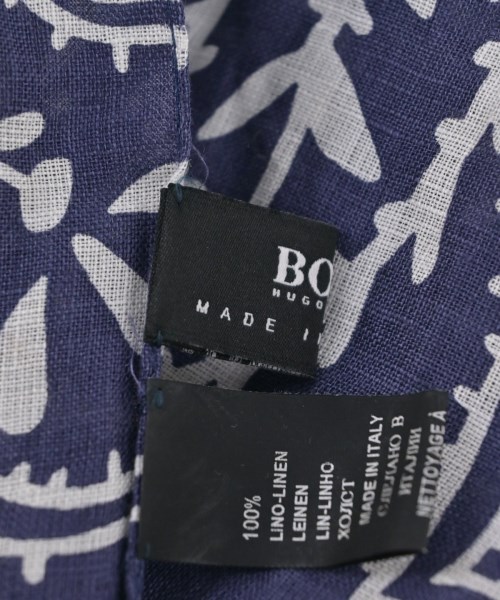 BO
HUGO
MADE I
100%
LINO-LINEN
LEINEN
LIN-LINHO
ХОЛСТ
MADE IN ITALY
СДЕЛАНО В
ИТАЛИИ
NETTOYAGE À